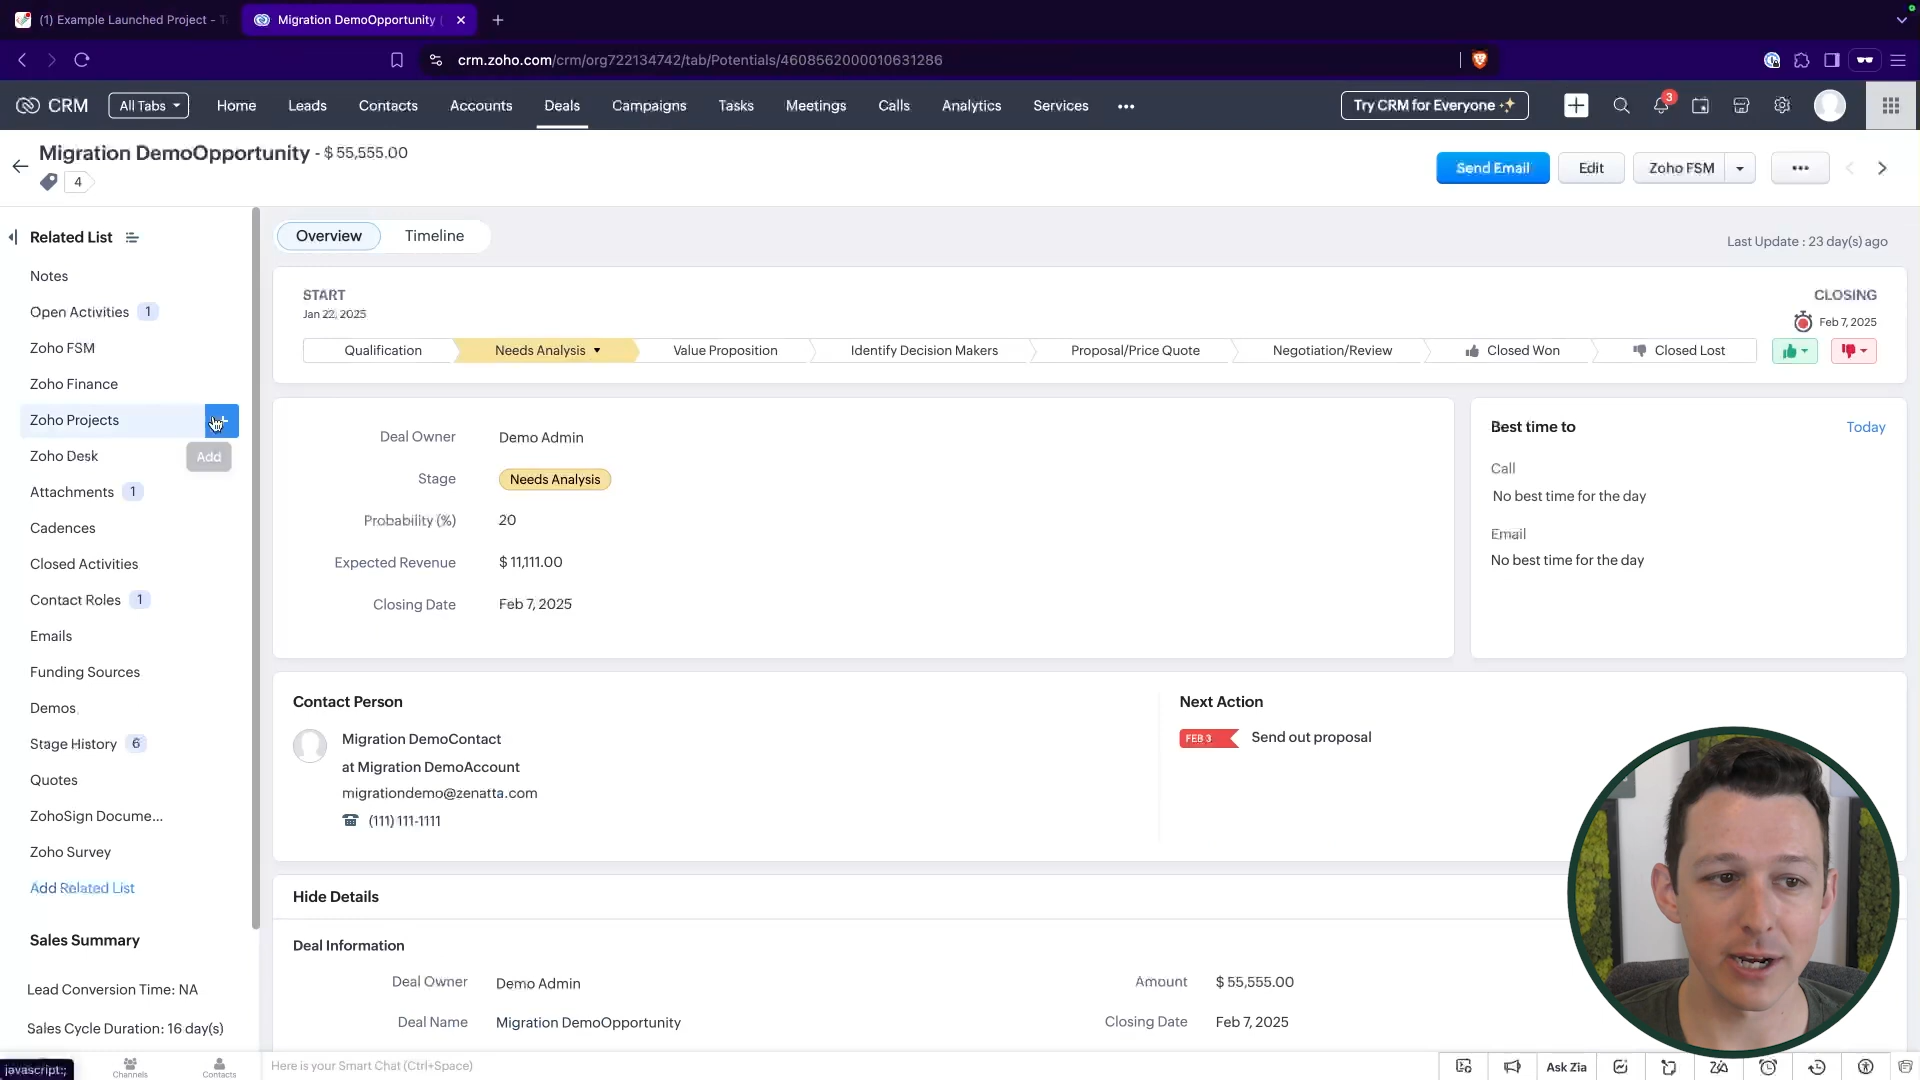 (1) Example Launched Project -
Migration DemoOpportunity
crm.zoho.com/crm/org722134742/tab/Potentials/4608562000010631286
CRM
All Tabs
Home
Leads
Contacts
Accounts
Deals
Campaigns
Tasks
Meetings
Calls
Analytics
Services
Try CRM for Everyone
3
Migration DemoOpportunity - $ 55,555.00
4
Send Email
Edit
Zoho FSM
Related List
Notes
Open Activities 1
Zoho FSM
Zoho Finance
Zoho Projects
Zoho Desk
Add
Attachments 1
Cadences
Closed Activities
Contact Roles 1
Emails
Funding Sources
Demos
Stage History 6
Quotes
ZohoSign Docume...
Zoho Survey
Add Related List
Sales Summary
Lead Conversion Time: NA
Sales Cycle Duration: 16 day(s)
Overview
Timeline
Last Update : 23 day(s) ago
START
Jan 22, 2025
CLOSING
Feb 7, 2025
Qualification
Needs Analysis
Value Proposition
Identify Decision Makers
Proposal/Price Quote
Negotiation/Review
Closed Won
Closed Lost
Deal Owner Demo Admin
Stage Needs Analysis
Probability (%) 20
Expected Revenue $ 11,111.00
Closing Date Feb 7, 2025
Best time to
Today
Call
No best time for the day
Email
No best time for the day
Contact Person
Migration DemoContact
at Migration DemoAccount
migrationdemo@zenatta.com
(111) 111-1111
Next Action
FEB 3 Send out proposal
Hide Details
Deal Information
Deal Owner Demo Admin
Amount $ 55,555.00
Deal Name Migration DemoOpportunity
Closing Date Feb 7, 2025
javascript:;
Channels
Contacts
Here is your Smart Chat (Ctrl+Space)
Ask Zia